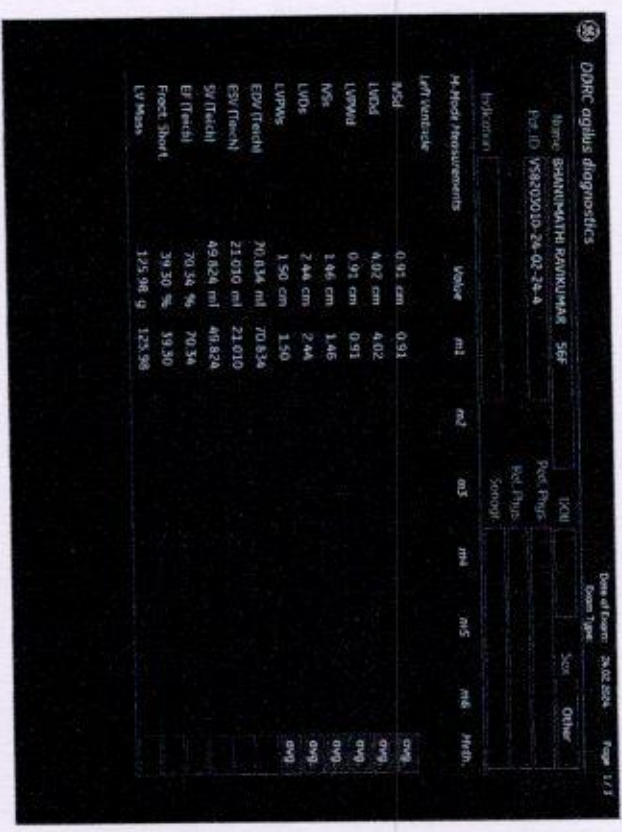 DDRC agilus diagnostics
Date of Exam: 24.02.2024 Page 1 / 3
Exam Type:
Name BHANUMATHI RAVIKUMAR 56F
Pat.ID VSB203010-24-02-24-A
DOB
Sex Other
Perf. Phys.
Ref. Phys.
Sonogr.
Indication
M-Mode Measurements Value m1 m2 m3 m4 m5 m6 Meth.
Left Ventricle
IVSd 0.91 cm 0.91 avg.
LVIDd 4.02 cm 4.02 avg.
LVPWd 0.91 cm 0.91 avg.
IVSs 1.46 cm 1.46 avg.
LVIDs 2.44 cm 2.44 avg.
LVPWs 1.50 cm 1.50 avg.
EDV (Teich) 70.834 ml 70.834
ESV (Teich) 21.010 ml 21.010
SV (Teich) 49.824 ml 49.824
EF (Teich) 70.34 % 70.34
Fract. Short. 39.30 % 39.30
LV Mass 125.98 g 125.98